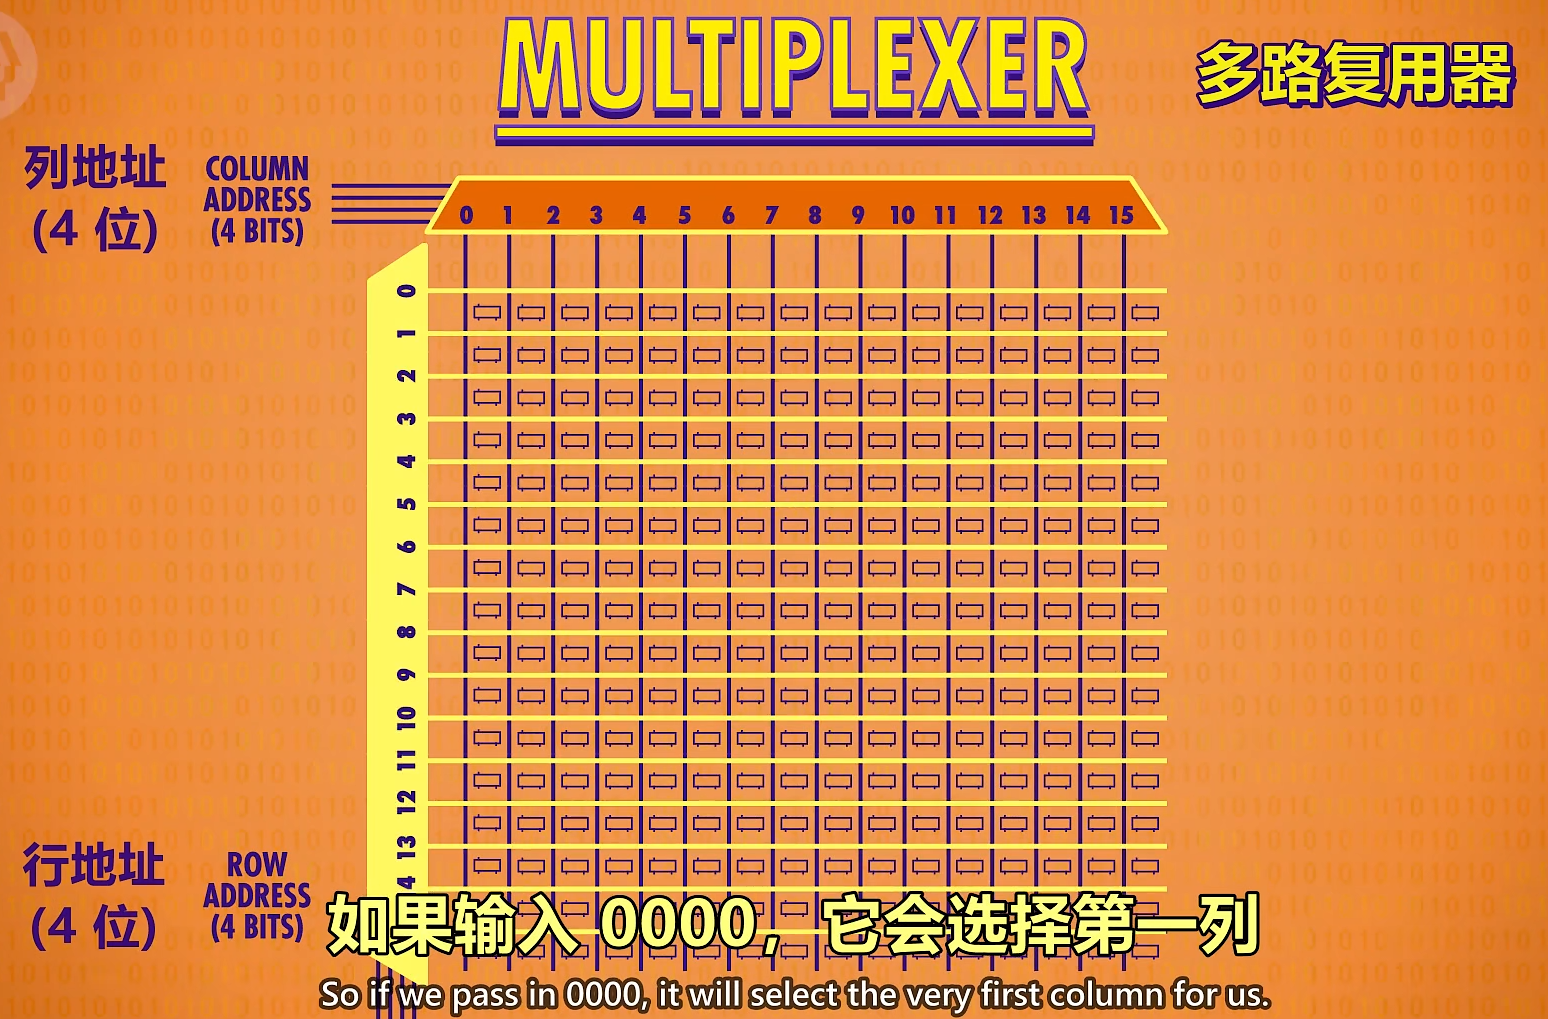 MULTIPLEXER
多路复用器
列地址
(4 位)
COLUMN
ADDRESS
(4 BITS)
0 1 2 3 4 5 6 7 8 9 10 11 12 13 14 15
0
1
2
3
4
5
6
7
8
9
10
11
12
13
4
行地址
(4 位)
ROW
ADDRESS
(4 BITS)
如果输入 0000，它会选择第一列
So if we pass in 0000, it will select the very first column for us.